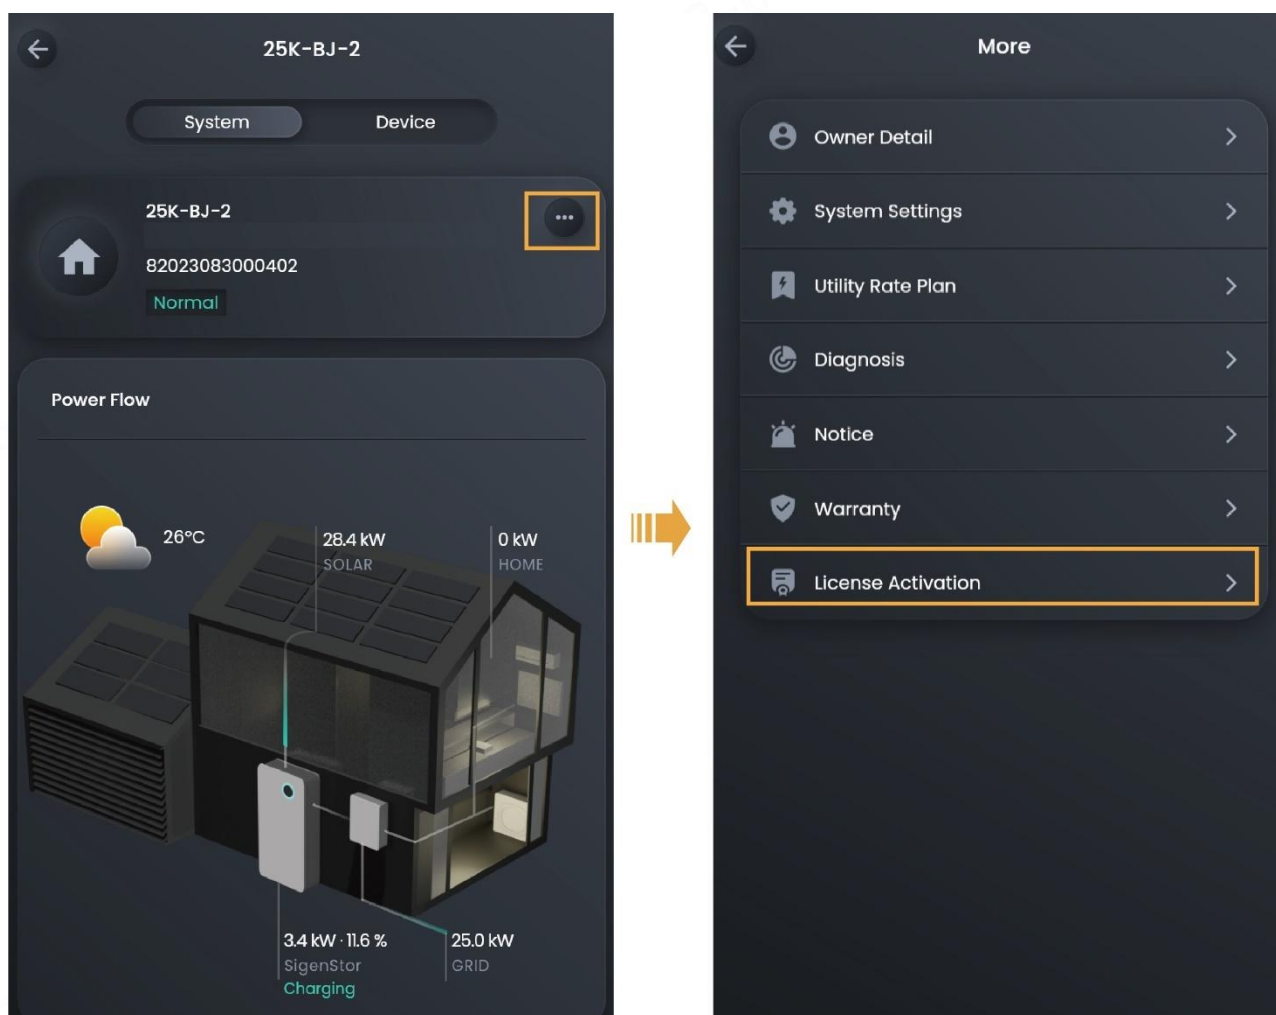 25K-BJ-2
System Device
25K-BJ-2
82023083000402
Normal
Power Flow
26°C
28.4 kW
SOLAR
0 kW
HOME
3.4 kW · 11.6 %
SigenStor
Charging
25.0 kW
GRID
More
Owner Detail
System Settings
Utility Rate Plan
Diagnosis
Notice
Warranty
License Activation